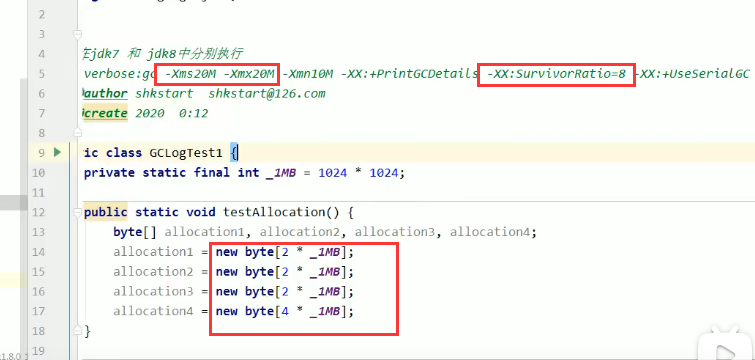 2
3
4 在jdk7 和 jdk8中分别执行
5 verbose:gc -Xms20M -Xmx20M -Xmn10M -XX:+PrintGCDetails -XX:SurvivorRatio=8 -XX:+UseSerialGC
6 @author shkstart shkstart@126.com
7 @create 2020 0:12
8
9 ic class GCLogTest1 {
10 private static final int _1MB = 1024 * 1024;
11
12 public static void testAllocation() {
13 byte[] allocation1, allocation2, allocation3, allocation4;
14 allocation1 = new byte[2 * _1MB];
15 allocation2 = new byte[2 * _1MB];
16 allocation3 = new byte[2 * _1MB];
17 allocation4 = new byte[4 * _1MB];
18 }
19
1.8.0